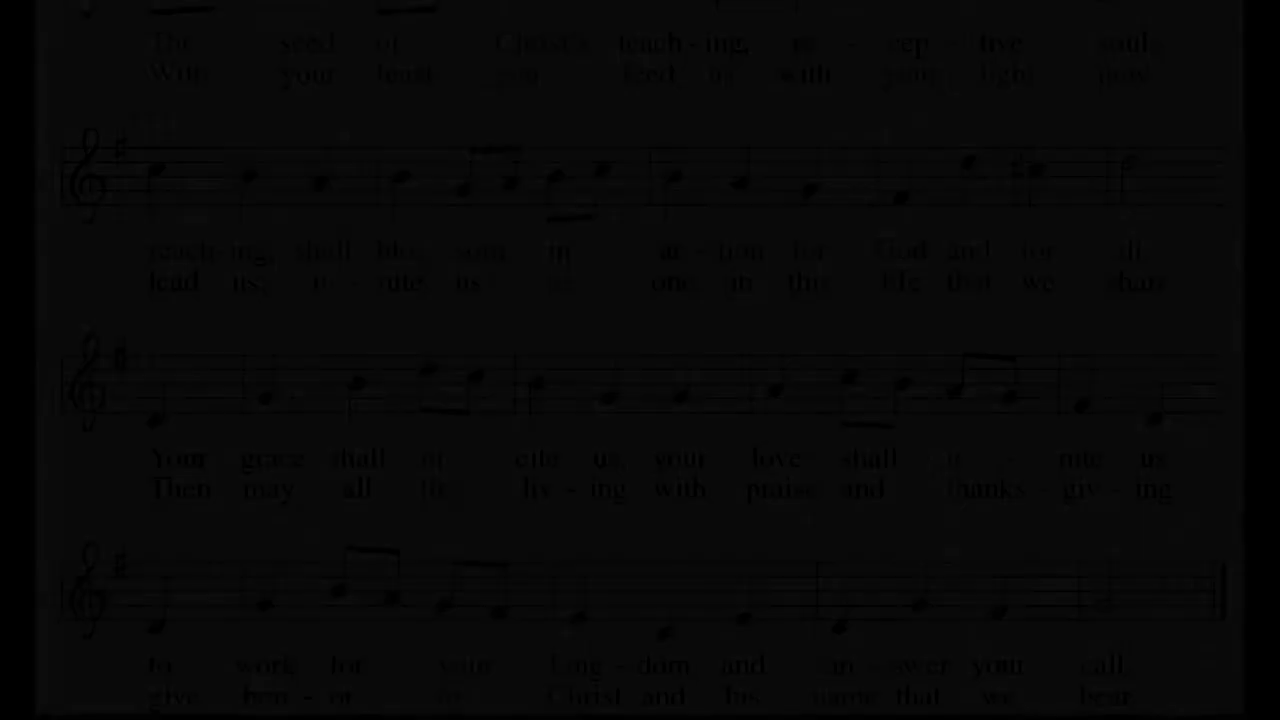 The seed of Christ's teach - ing, re - cep - tive souls
With your feast you feed us, with your light now
reach - ing, shall blos - som in ac - tion for God and for all.
lead us; u - nite us as one in this life that we share.
Your grace shall in - cite us, your love shall u - nite us
Then may all the liv - ing with praise and thanks - giv - ing
to work for your king - dom and an - swer your call.
give hon - or to Christ and his name that we bear.